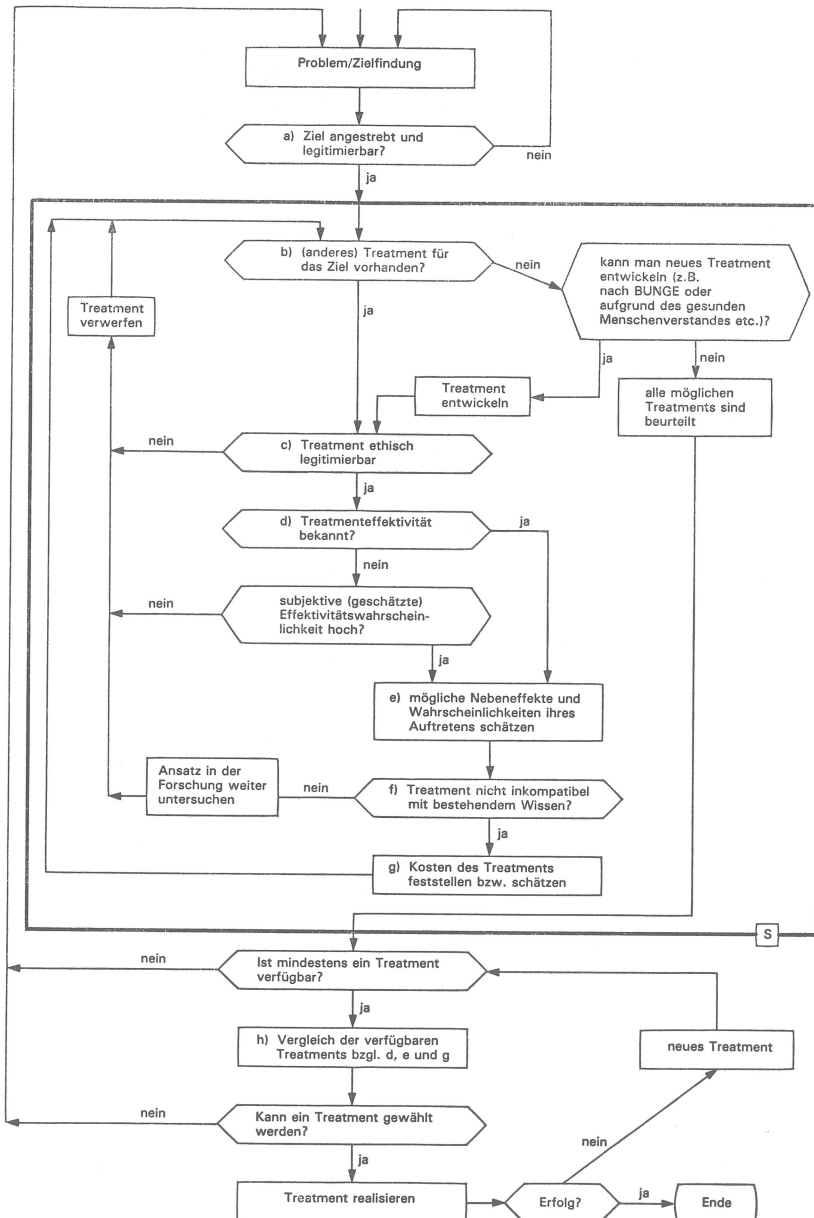 Problem/Zielfindung
a) Ziel angestrebt und
legitimierbar?
nein
ja
b) (anderes) Treatment für
das Ziel vorhanden?
nein
kann man neues Treatment
entwickeln (z.B.
nach BUNGE oder
aufgrund des gesunden
Menschenverstandes etc.)?
Treatment
verwerfen
ja
ja
nein
Treatment
entwickeln
alle möglichen
Treatments sind
beurteilt
nein
c) Treatment ethisch
legitimierbar
ja
d) Treatmenteffektivität
bekannt?
ja
nein
nein
subjektive (geschätzte)
Effektivitätswahrschein-
lichkeit hoch?
ja
e) mögliche Nebeneffekte und
Wahrscheinlichkeiten ihres
Auftretens schätzen
Ansatz in der
Forschung weiter
untersuchen
nein
f) Treatment nicht inkompatibel
mit bestehendem Wissen?
ja
g) Kosten des Treatments
feststellen bzw. schätzen
S
nein
Ist mindestens ein Treatment
verfügbar?
ja
h) Vergleich der verfügbaren
Treatments bzgl. d, e und g
neues Treatment
nein
Kann ein Treatment gewählt
werden?
nein
ja
Treatment realisieren
Erfolg?
ja
Ende